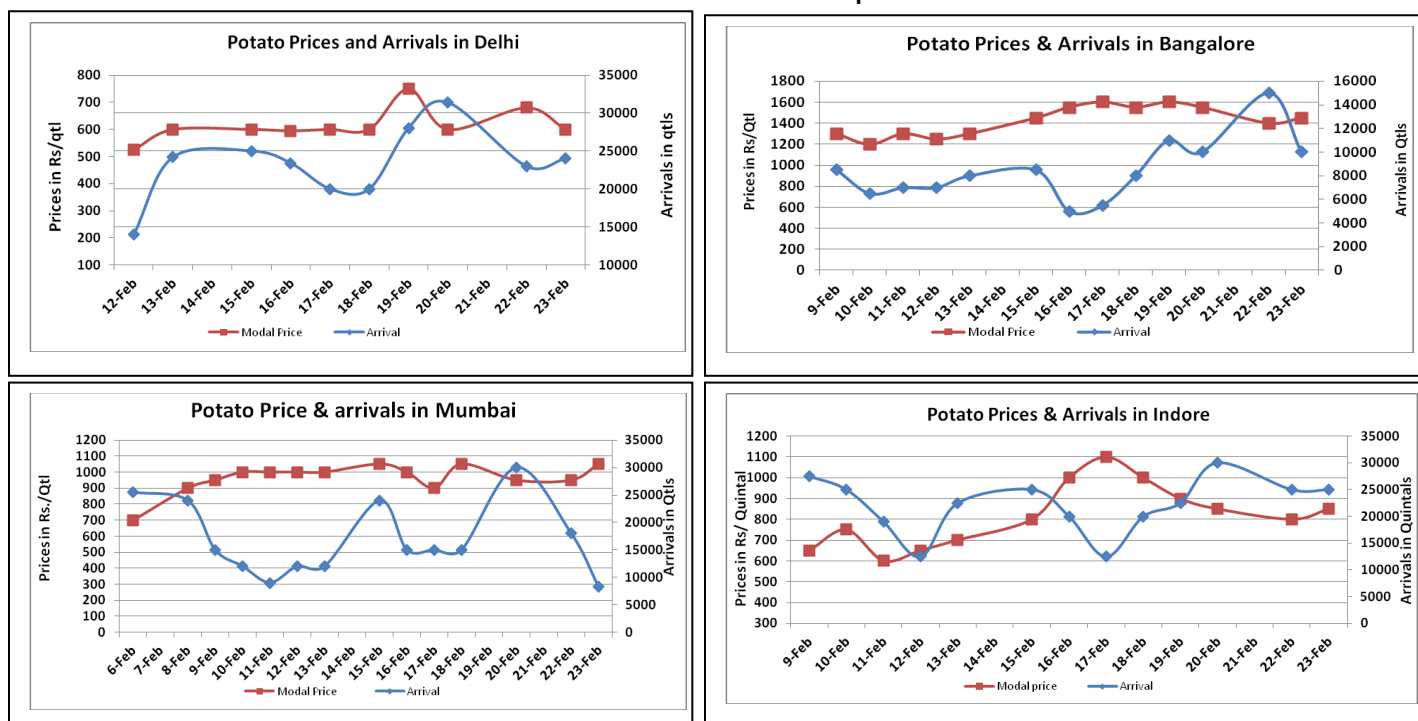 Potato Prices and Arrivals in Delhi
Prices in Rs/qtl
800
700
600
500
400
300
200
100
35000
30000
25000
20000
15000
10000
Arrivals in qtls
12-Feb
13-Feb
14-Feb
15-Feb
16-Feb
17-Feb
18-Feb
19-Feb
20-Feb
21-Feb
22-Feb
23-Feb
Modal Price Arrival
Potato Prices & Arrivals in Bangalore
Prices in Rs/Qtl
1800
1600
1400
1200
1000
800
600
400
200
0
16000
14000
12000
10000
8000
6000
4000
2000
0
Arrivals in Qtls
9-Feb
10-Feb
11-Feb
12-Feb
13-Feb
14-Feb
15-Feb
16-Feb
17-Feb
18-Feb
19-Feb
20-Feb
21-Feb
22-Feb
23-Feb
Modal Price Arrival
Potato Price & arrivals in Mumbai
Prices in Rs,/Qtl
1200
1100
1000
900
800
700
600
500
400
300
200
100
0
35000
30000
25000
20000
15000
10000
5000
0
Arrivals in Qtls
6-Feb
7-Feb
8-Feb
9-Feb
10-Feb
11-Feb
12-Feb
13-Feb
14-Feb
15-Feb
16-Feb
17-Feb
18-Feb
19-Feb
20-Feb
21-Feb
22-Feb
23-Feb
Modal Price Arrival
Potato Prices & Arrivals in Indore
Prices in Rs/ Quintal
1200
1100
1000
900
800
700
600
500
400
300
35000
30000
25000
20000
15000
10000
5000
0
Arrivals in Quintals
9-Feb
10-Feb
11-Feb
12-Feb
13-Feb
14-Feb
15-Feb
16-Feb
17-Feb
18-Feb
19-Feb
20-Feb
21-Feb
22-Feb
23-Feb
Modal price Arrival